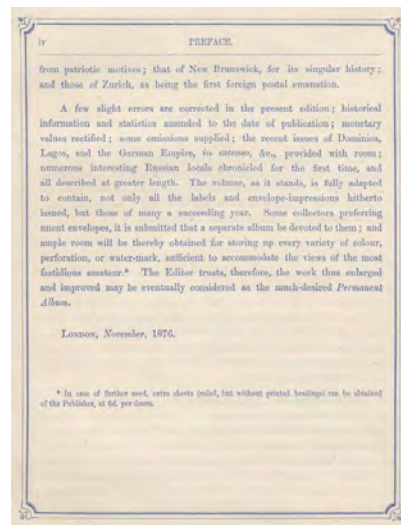 iv PREFACE.
from patriotic motives; that of New Brunswick, for its singular history;
and those of Zurich, as being the first foreign postal emanation.
A few slight errors are corrected in the present edition; historical
information and statistics amended to the date of publication; monetary
values rectified; some emissions supplied; the recent issues of Dominica,
Lagos, and the German Empire, in extenso, &c., provided with room;
numerous interesting Russian locals chronicled for the first time, and
all described at greater length. The volume, as it stands, is fully adapted
to contain, not only all the labels and envelope-impressions hitherto
issued, but those of many a succeeding year. Some collectors preferring
uncut envelopes, it is submitted that a separate album be devoted to them; and
ample room will be thereby obtained for storing up every variety of colour,
perforation, or water-mark, sufficient to accommodate the views of the most
fastidious amateur.* The Editor trusts, therefore, the work thus enlarged
and improved may be eventually considered as the much-desired Permanent
Album.
London, November, 1876.
* In case of further need, extra sheets (ruled, but without printed headings) can be obtained
of the Publisher, at 6d. per dozen.